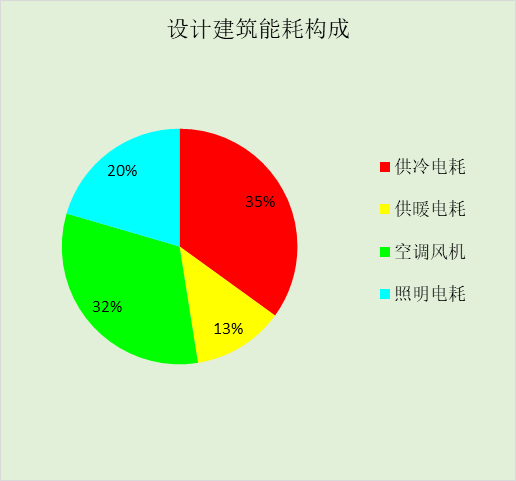 设计建筑能耗构成
20%
35%
32%
13%
供冷电耗
供暖电耗
空调风机
照明电耗